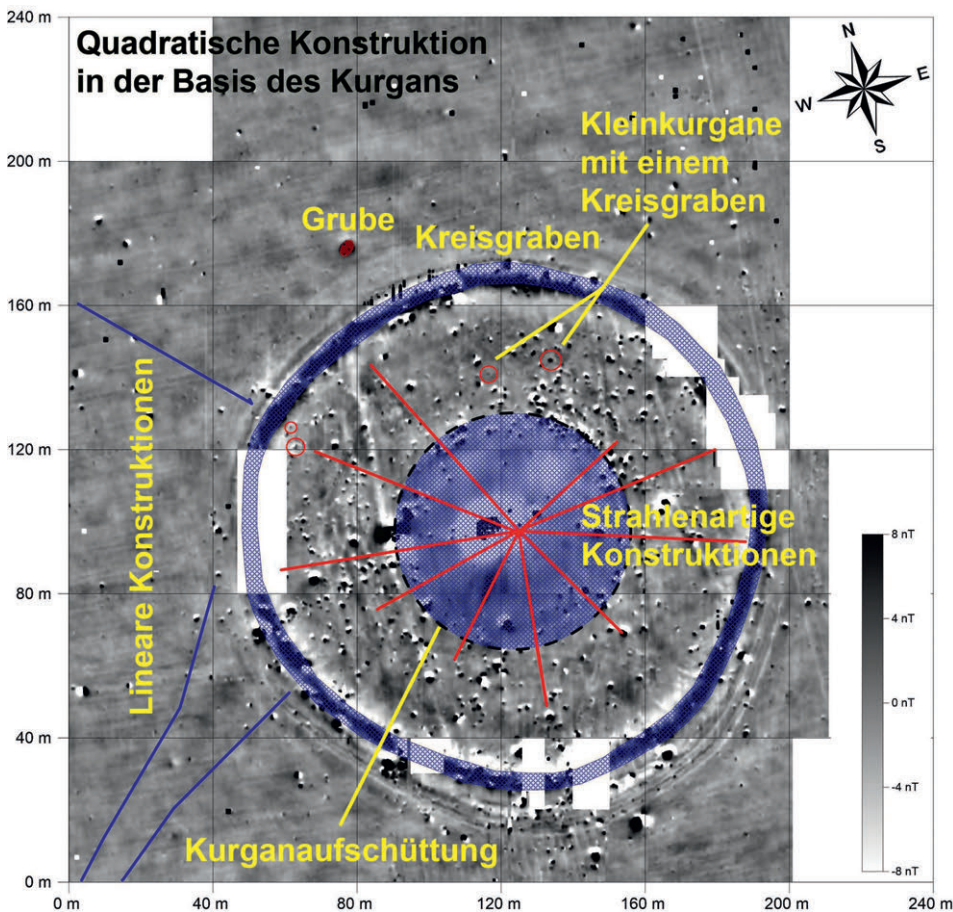 240 m
Quadratische Konstruktion
in der Basis des Kurgans
N
E
W
S
200 m
Kleinkurgane
mit einem
Kreisgraben
Grube
Kreisgraben
160 m
Lineare Konstruktionen
120 m
Strahlenartige
Konstruktionen
8 nT
4 nT
0 nT
-4 nT
-8 nT
80 m
40 m
Kurganaufschüttung
0 m
0 m
40 m
80 m
120 m
160 m
200 m
240 m